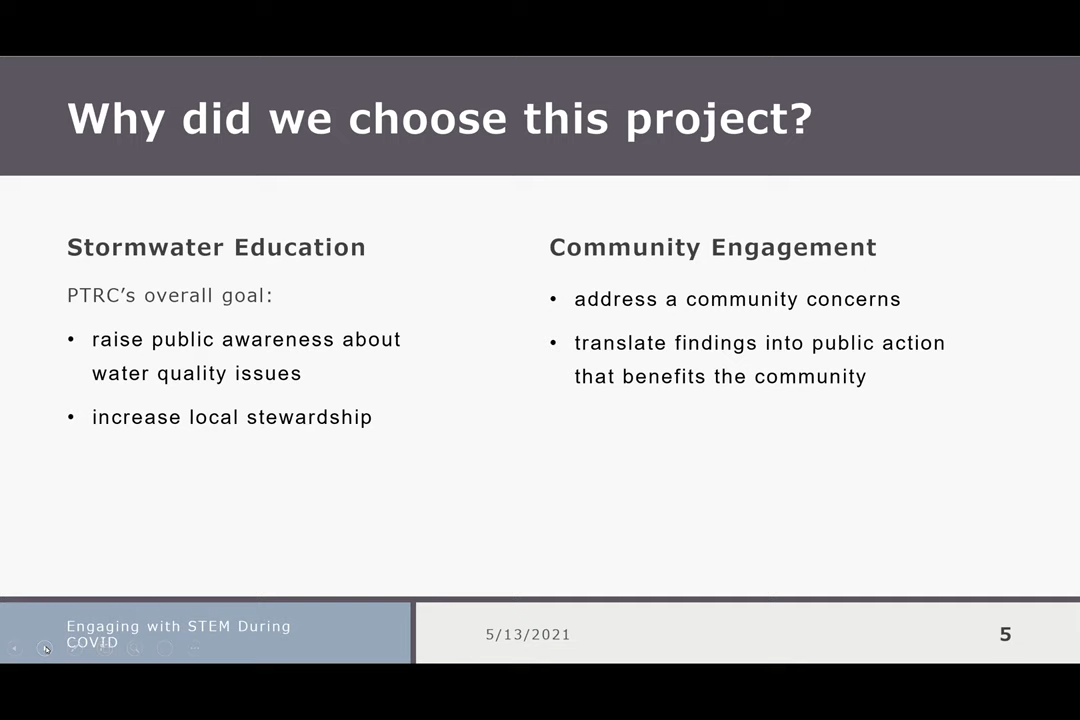 Why did we choose this project?
Stormwater Education
PTRC’s overall goal:
• raise public awareness about
water quality issues
• increase local stewardship
Community Engagement
• address a community concerns
• translate findings into public action
that benefits the community
Engaging with STEM During
COVID
5/13/2021
5